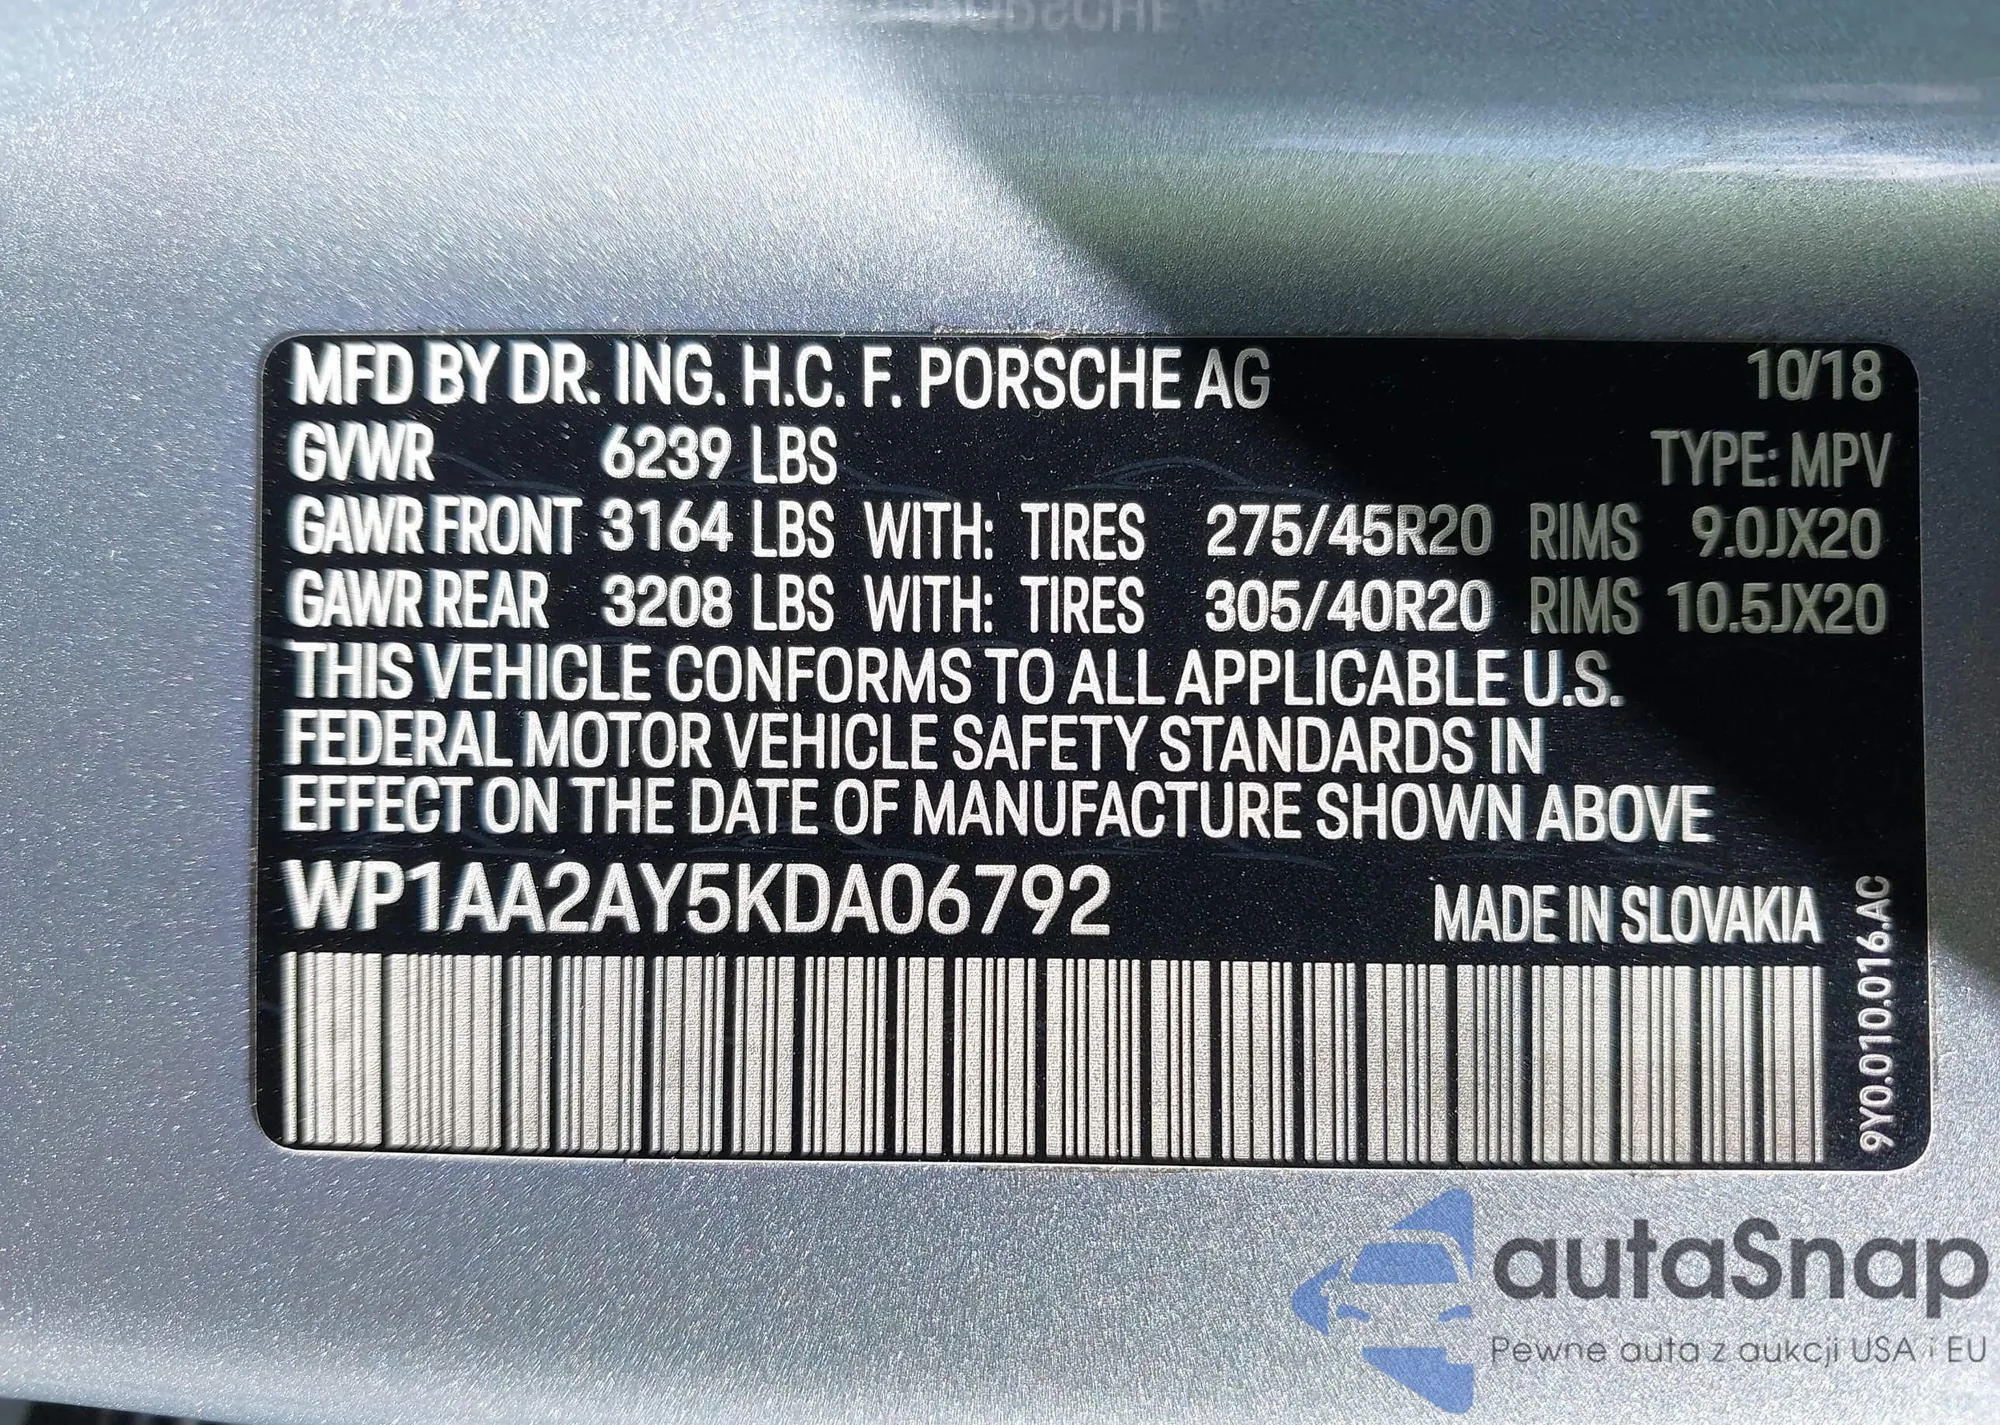 MFD BY DR. ING. H.C. F. PORSCHE AG 10/18
GVWR 6239 LBS TYPE: MPV
GAWR FRONT 3164 LBS WITH: TIRES 275/45R20 RIMS 9.0JX20
GAWR REAR 3208 LBS WITH: TIRES 305/40R20 RIMS 10.5JX20
THIS VEHICLE CONFORMS TO ALL APPLICABLE U.S.
FEDERAL MOTOR VEHICLE SAFETY STANDARDS IN
EFFECT ON THE DATE OF MANUFACTURE SHOWN ABOVE
WP1AA2AY5KDA06792 MADE IN SLOVAKIA
9Y0.010.016.AC
autaSnap
Pewne auta z aukcji USA i EU